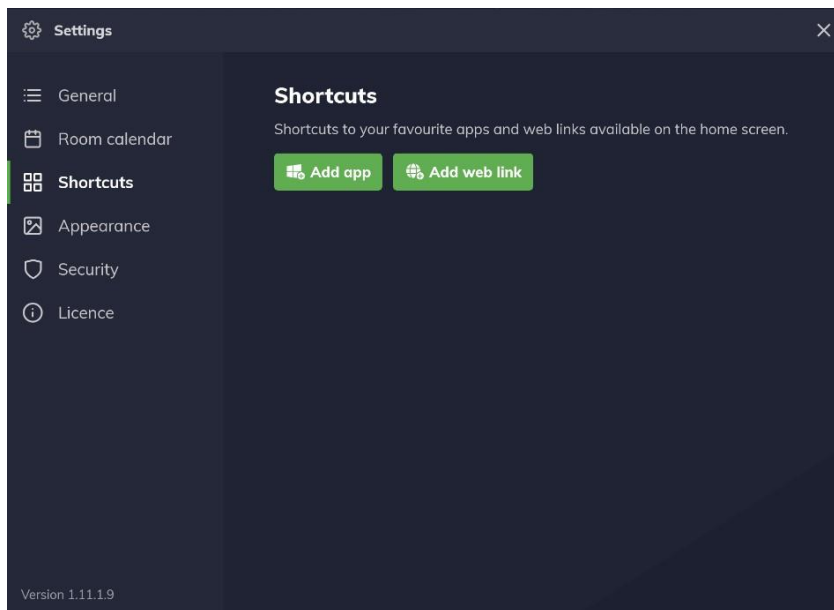 Settings
General
Room calendar
Shortcuts
Appearance
Security
Licence
Version 1.11.1.9
Shortcuts
Shortcuts to your favourite apps and web links available on the home screen.
Add app
Add web link